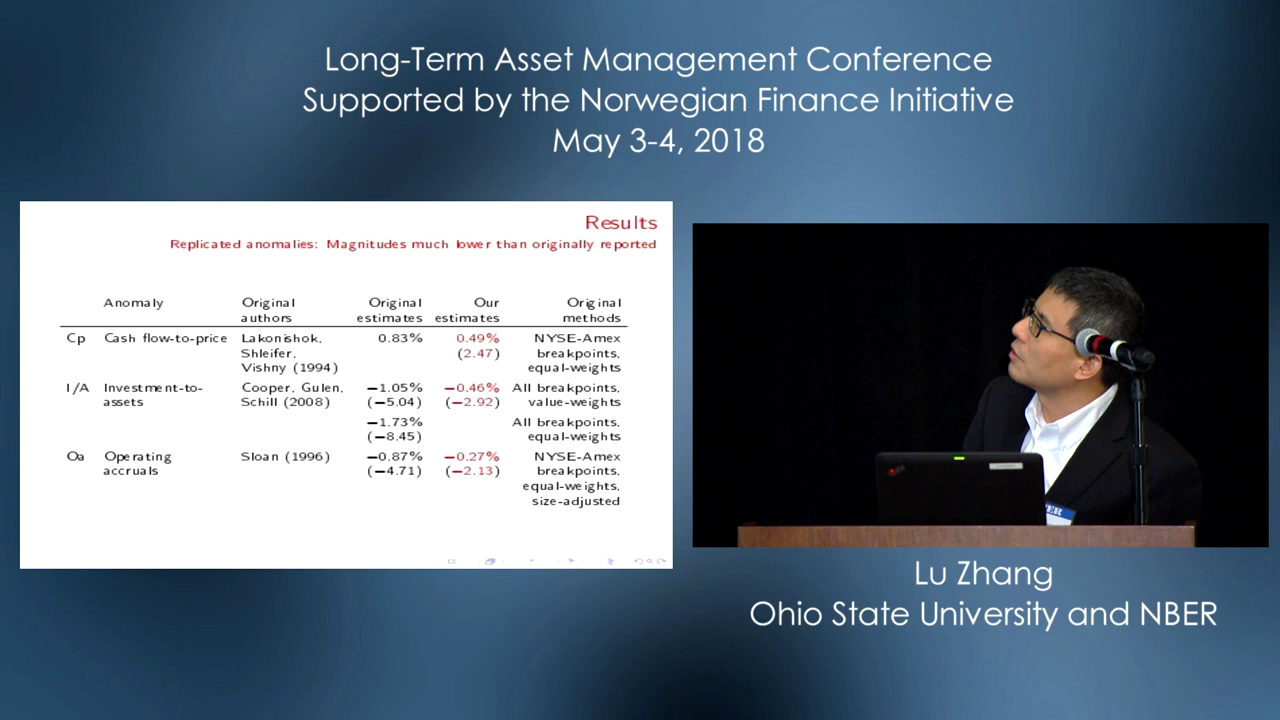 Long-Term Asset Management Conference
Supported by the Norwegian Finance Initiative
May 3-4, 2018
Results
Replicated anomalies: Magnitudes much lower than originally reported
Anomaly Original Original Our Original
authors estimates estimates methods
Cp Cash flow-to-price Lakonishok, 0.83% 0.49% NYSE-Amex
Shleifer, (2.47) breakpoints,
Vishny (1994) equal-weights
I/A Investment-to- Cooper, Gulen, −1.05% −0.46% All breakpoints,
assets Schill (2008) (−5.04) (−2.92) value-weights
−1.73% All breakpoints,
(−8.45) equal-weights
Oa Operating Sloan (1996) −0.87% −0.27% NYSE-Amex
accruals (−4.71) (−2.13) breakpoints,
equal-weights,
size-adjusted
Lu Zhang
Ohio State University and NBER